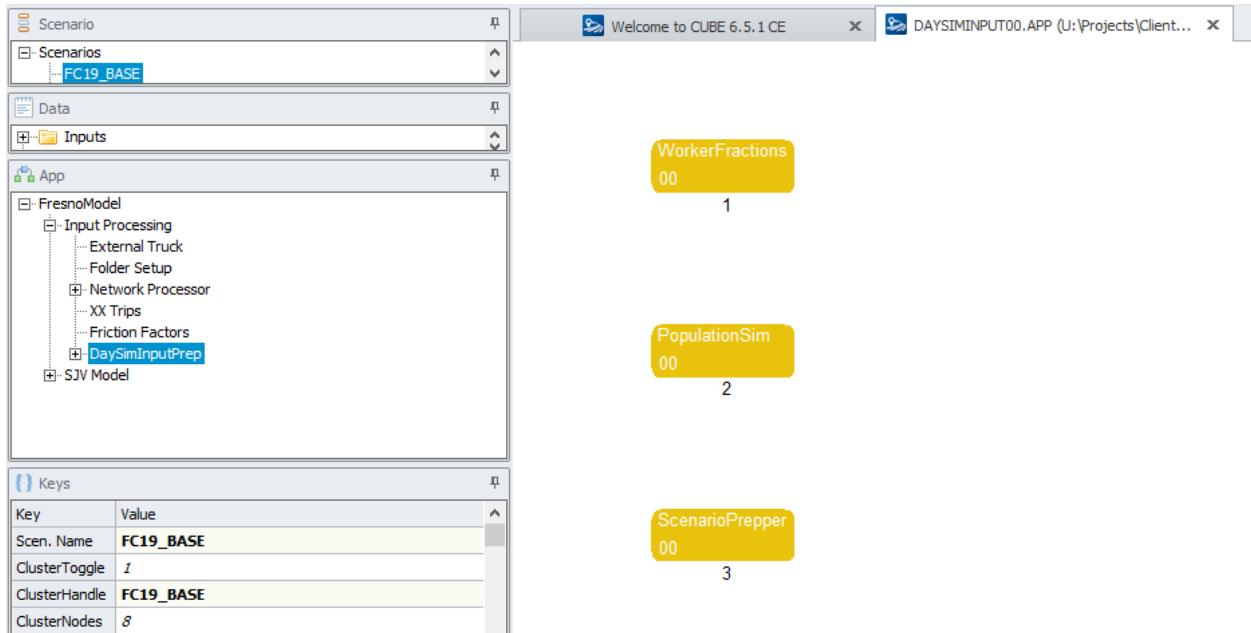 Scenario
Scenarios
FC19_BASE
Data
Inputs
App
FresnoModel
Input Processing
External Truck
Folder Setup
Network Processor
XX Trips
Friction Factors
DaySimInputPrep
SJV Model
Keys
Key Value
Scen. Name FC19_BASE
ClusterToggle 1
ClusterHandle FC19_BASE
ClusterNodes 8
Welcome to CUBE 6.5.1 CE
DAYSIMINPUT00.APP (U:\Projects\Client...
WorkerFractions
00
1
PopulationSim
00
2
ScenarioPrepper
00
3